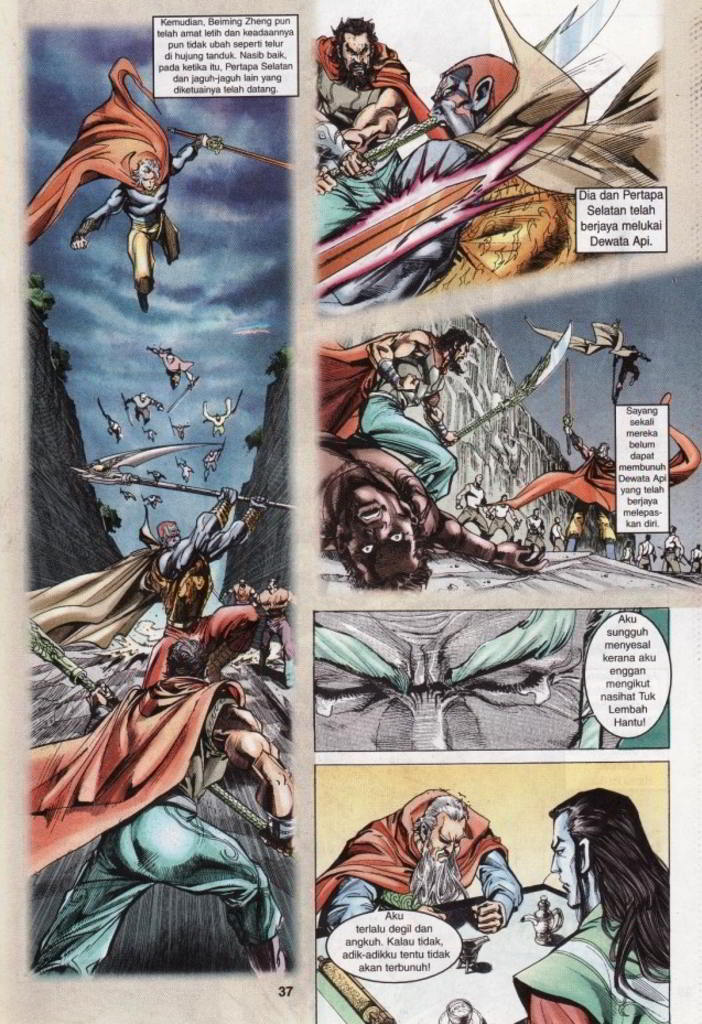 Kemudian, Beiming Zheng pun
telah amat letih dan keadaannya
pun tidak ubah seperti telur
di hujung tanduk. Nasib baik,
pada ketika itu, Pertapa Selatan
dan jaguh-jaguh lain yang
diketuainya telah datang.
Dia dan Pertapa
Selatan telah
berjaya melukai
Dewata Api.
Sayang
sekali
mereka
belum
dapat
membunuh
Dewata Api
yang telah
berjaya
melepas-
kan diri.
Aku
sungguh
menyesal
kerana aku
enggan
mengikut
nasihat Tuk
Lembah
Hantu!
Aku
terlalu degil dan
angkuh. Kalau tidak,
adik-adikku tentu tidak
akan terbunuh!
37